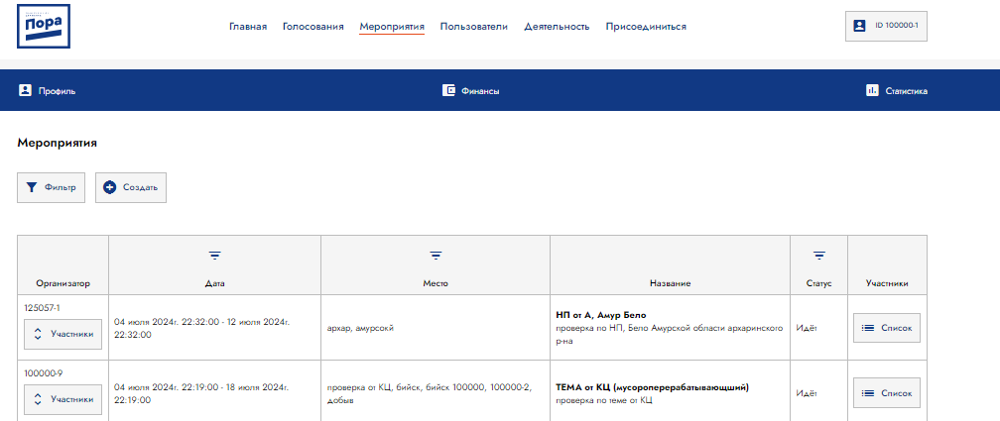 Пора
Главная Голосования Мероприятия Пользователи Деятельность Присоединиться
ID 100000-1
Профиль Финансы Статистика
Мероприятия
Фильтр Создать
Организатор Дата Место Название Статус Участники
125057-1
Участники
04 июля 2024г. 22:32:00 - 12 июля 2024г.
22:32:00
архар, амурсокй
НП от А, Амур Бело
проверка по НП, Бело Амурской области архаринского
р-на
Идёт
Список
100000-9
Участники
04 июля 2024г. 22:19:00 - 18 июля 2024г.
22:19:00
проверка от КЦ, бийск, бийск 100000, 100000-2,
добыв
ТЕМА от КЦ (мусороперерабатывающший)
проверка по теме от КЦ
Идёт
Список